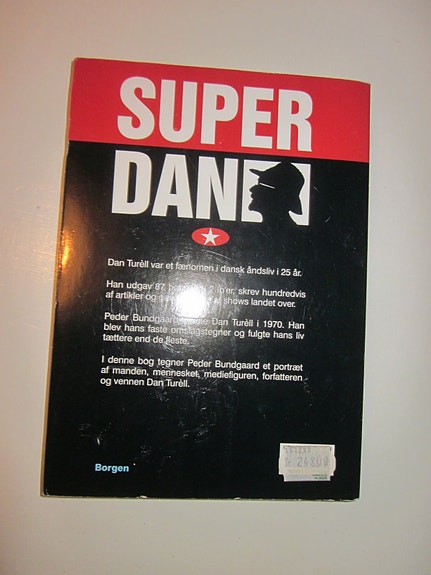 SUPER
DAN
Dan Turèll var et fænomen i dansk åndsliv i 25 år.
Han udgav 87 lp'er, skrev hundredvis
af artikler og shows landet over.
Peder Bundgaard Dan Turèll i 1970. Han
blev hans faste omslagstegner og fulgte hans liv
tættere end de fleste.
I denne bog tegner Peder Bundgaard et portræt
af manden, mennesket, mediefiguren, forfatteren
og vennen Dan Turèll.
Borgen